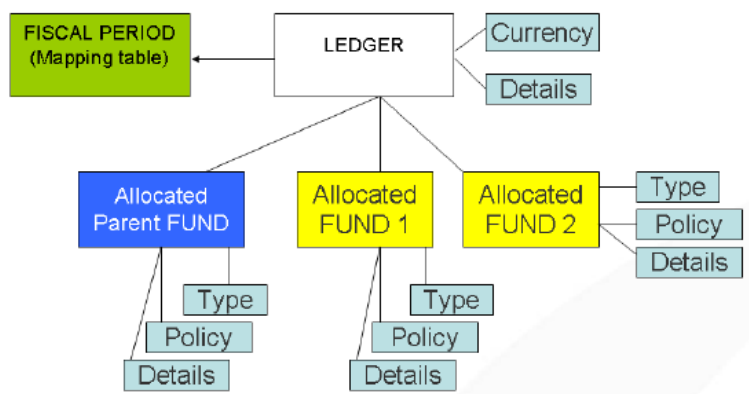 FISCAL PERIOD
(Mapping table)
LEDGER
Currency
Details
Allocated
Parent FUND
Allocated
FUND 1
Allocated
FUND 2
Type
Policy
Details
Type
Policy
Details
Type
Policy
Details